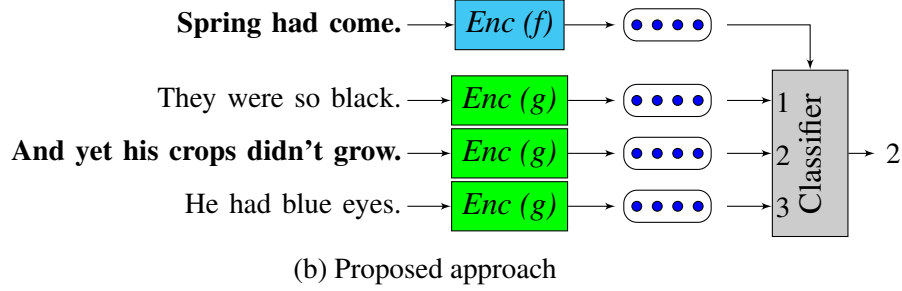 Spring had come. Enc (f)
They were so black. Enc (g) 1
And yet his crops didn't grow. Enc (g) 2 Classifier 2
He had blue eyes. Enc (g) 3
(b) Proposed approach